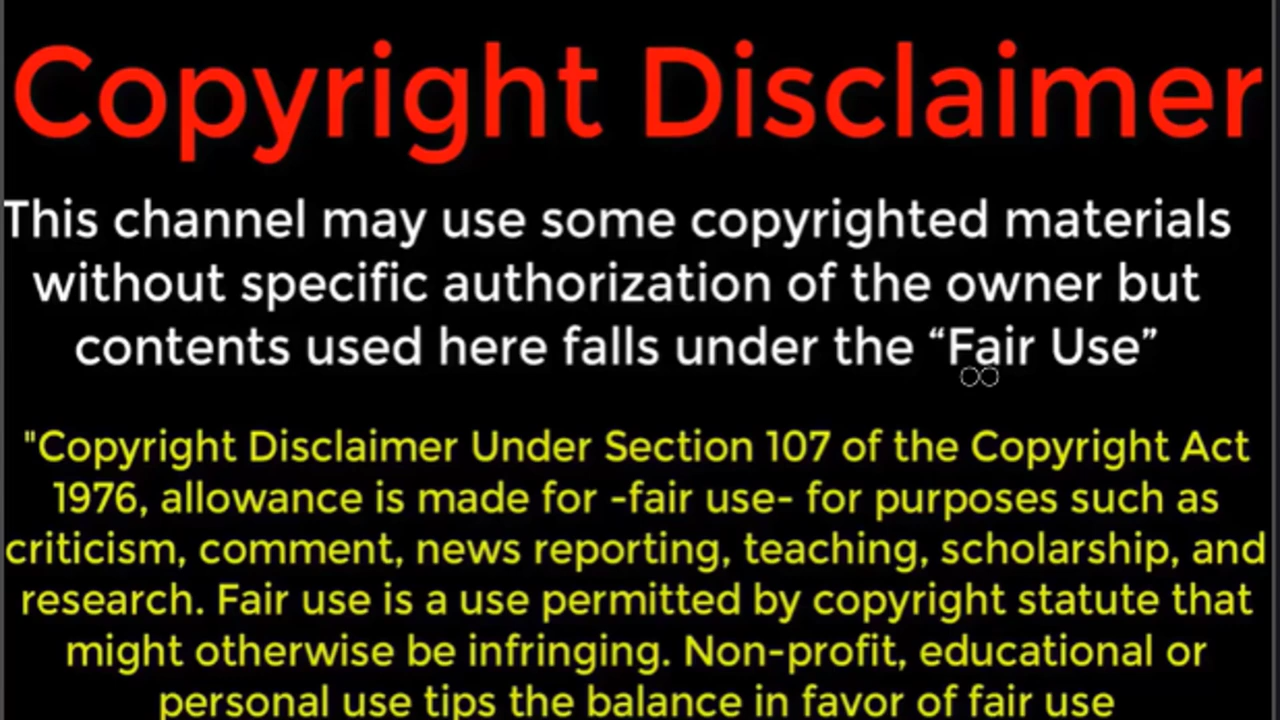 Copyright Disclaimer
This channel may use some copyrighted materials
without specific authorization of the owner but
contents used here falls under the “Fair Use”
"Copyright Disclaimer Under Section 107 of the Copyright Act
1976, allowance is made for -fair use- for purposes such as
criticism, comment, news reporting, teaching, scholarship, and
research. Fair use is a use permitted by copyright statute that
might otherwise be infringing. Non-profit, educational or
personal use tips the balance in favor of fair use